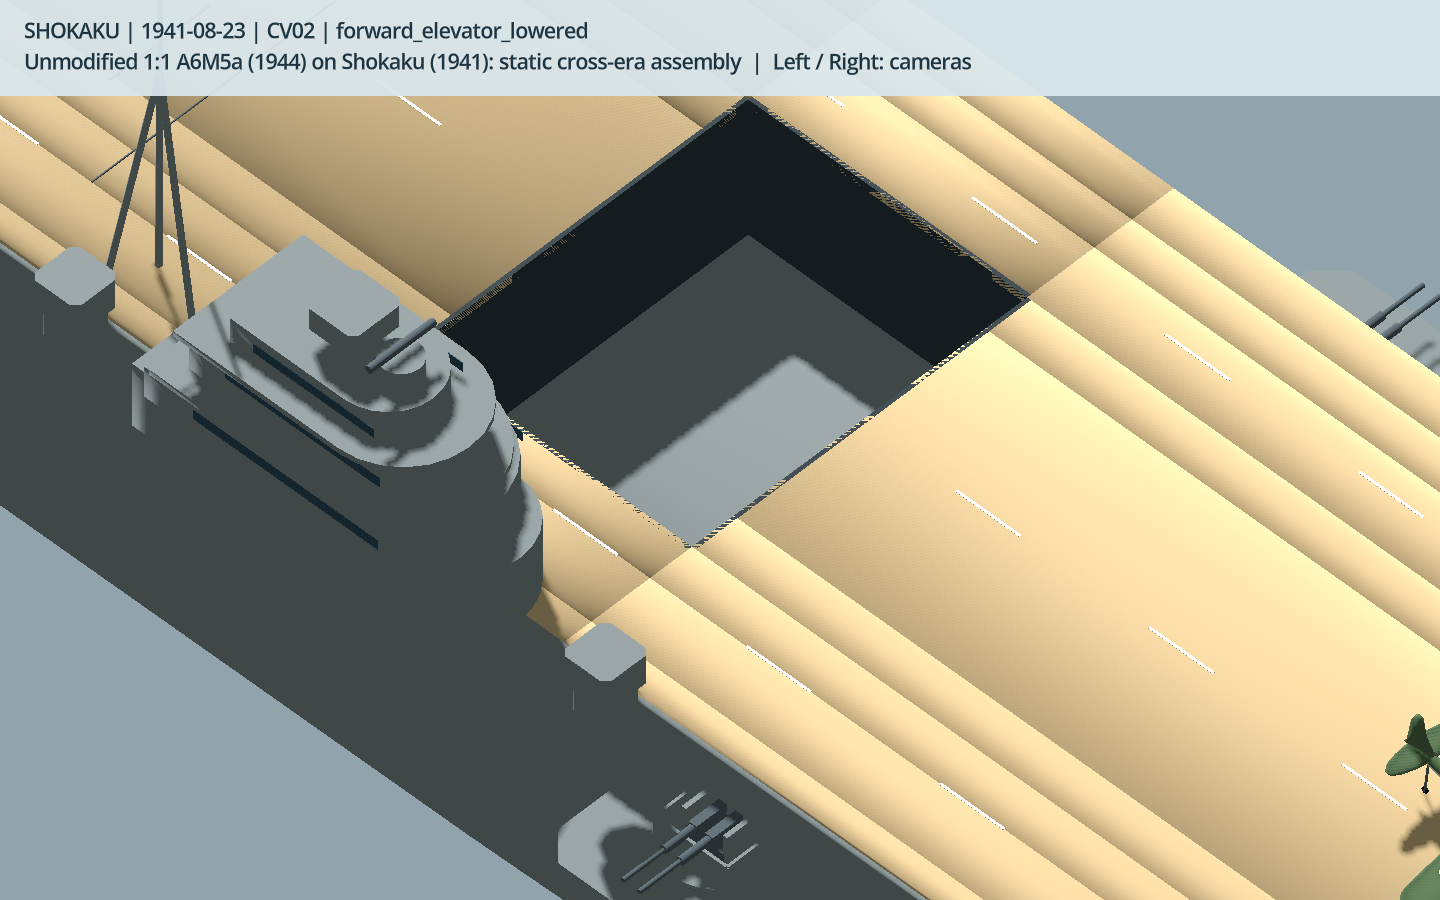 SHOKAKU | 1941-08-23 | CV02 | forward_elevator_lowered
Unmodified 1:1 A6M5a (1944) on Shokaku (1941): static cross-era assembly | Left / Right: cameras